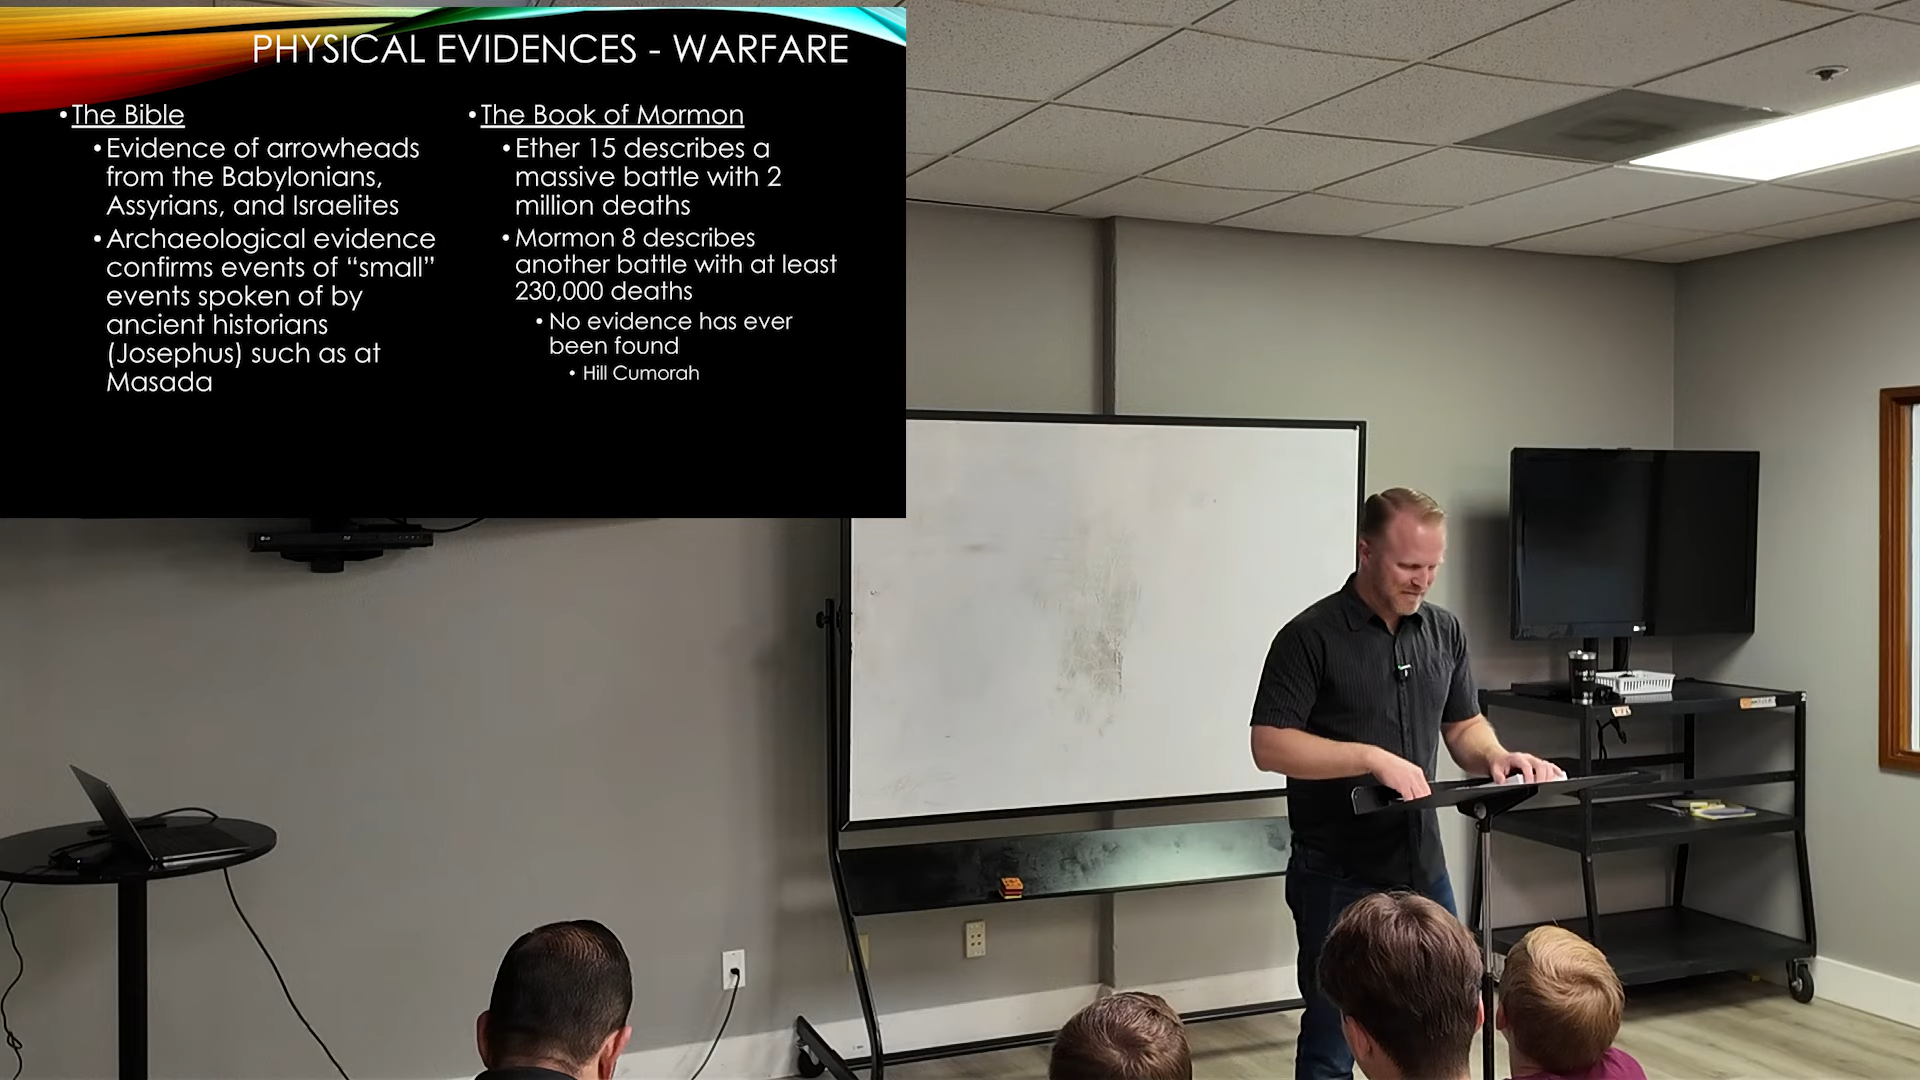 PHYSICAL EVIDENCES - WARFARE
•The Bible
•Evidence of arrowheads
from the Babylonians,
Assyrians, and Israelites
•Archaeological evidence
confirms events of “small”
events spoken of by
ancient historians
(Josephus) such as at
Masada
•The Book of Mormon
•Ether 15 describes a
massive battle with 2
million deaths
•Mormon 8 describes
another battle with at least
230,000 deaths
•No evidence has ever
been found
•Hill Cumorah